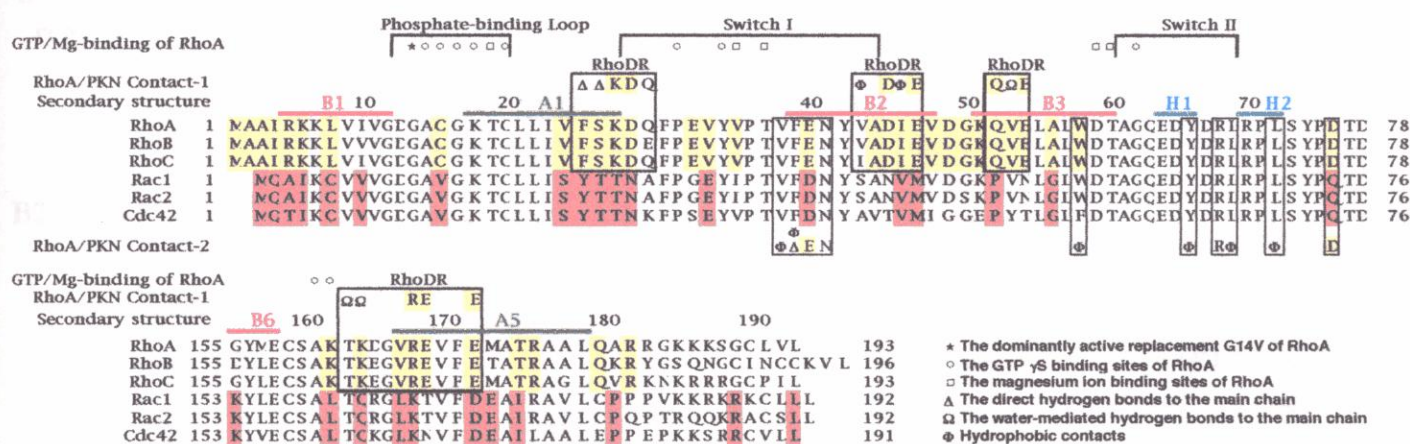 Phosphate-binding Loop Switch I Switch II
GTP/Mg-binding of RhoA ★ ○ ○ ○ ○ □ ○ ○ ○ □ □ □ □ ○
RhoDR RhoDR RhoDR
RhoA/PKN Contact-1 Δ Δ K D Q Φ D Φ E Q Ω E
Secondary structure B1 10 20 A1 40 B2 50 B3 60 H1 70 H2
RhoA 1 MAAIRKKLVIVGDGACGKTCLLIVFSKDQFPEVYVPTVFENYVADIEVDGKQVELALWDTAGQEDYDRLRPLSYPDTD 78
RhoB 1 MAAIRKKLVVVGDGACGKTCLLIVFSKDEFPEVYVPTVFENYVADIEVDGKQVELALWDTAGQEDYDRLRPLSYPDTD 78
RhoC 1 MAAIRKKLVIVGDGACGKTCLLIVFSKDQFPEVYVPTVFENYIADIEVDGKQVELALWDTAGQEDYDRLRPLSYPDTD 78
Rac1 1 MQAIKCVVVGDGAVGKTCLLISYTTNAFPGEYIPTVFDNYSANVMVDGKPVNLGLWDTAGQEDYDRLRPLSYPQTD 76
Rac2 1 MQAIKCVVVGDGAVGKTCLLISYTTNAFPGEYIPTVFDNYSANVMVDGKPVNLGLWDTAGQEDYDRLRPLSYPQTD 76
Cdc42 1 MQTIKCVVVGDGAVGKTCLLISYTTNKFPSEYVPTVFDNYAVTVMIGGEPYTLGLFDTAGQEDYDRLRPLSYPQTD 76
Φ
RhoA/PKN Contact-2 Φ Δ E N Φ Φ R Φ Φ D
GTP/Mg-binding of RhoA ○ ○ RhoDR
RhoA/PKN Contact-1 Ω Ω R E E
Secondary structure B6 160 170 A5 180 190
RhoA 155 GYMECSAKTKDGVREVFEMATRAALQARRGKKKSGCLVL 193
RhoB 155 DYLECSAKTKEGVREVFETATRAALQKRYGSQNGCINCCKVL 196
RhoC 155 GYLECSAKTKEGVREVFEMATRAGLQVRKNKRRRGCPIL 193
Rac1 153 KYLECSALTQRGLKTVFDEAIRAVLCPPPVKKRKRKCLLL 192
Rac2 153 KYLECSALTQRGLKTVFDEAIRAVLCPQPTRQQKRACSLL 192
Cdc42 153 KYVECSALTQKGLKNVFDEAILAALEPPEPKKSRRCVLL 191
★ The dominantly active replacement G14V of RhoA
○ The GTP γS binding sites of RhoA
□ The magnesium ion binding sites of RhoA
Δ The direct hydrogen bonds to the main chain
Ω The water-mediated hydrogen bonds to the main chain
Φ Hydrophobic contacts